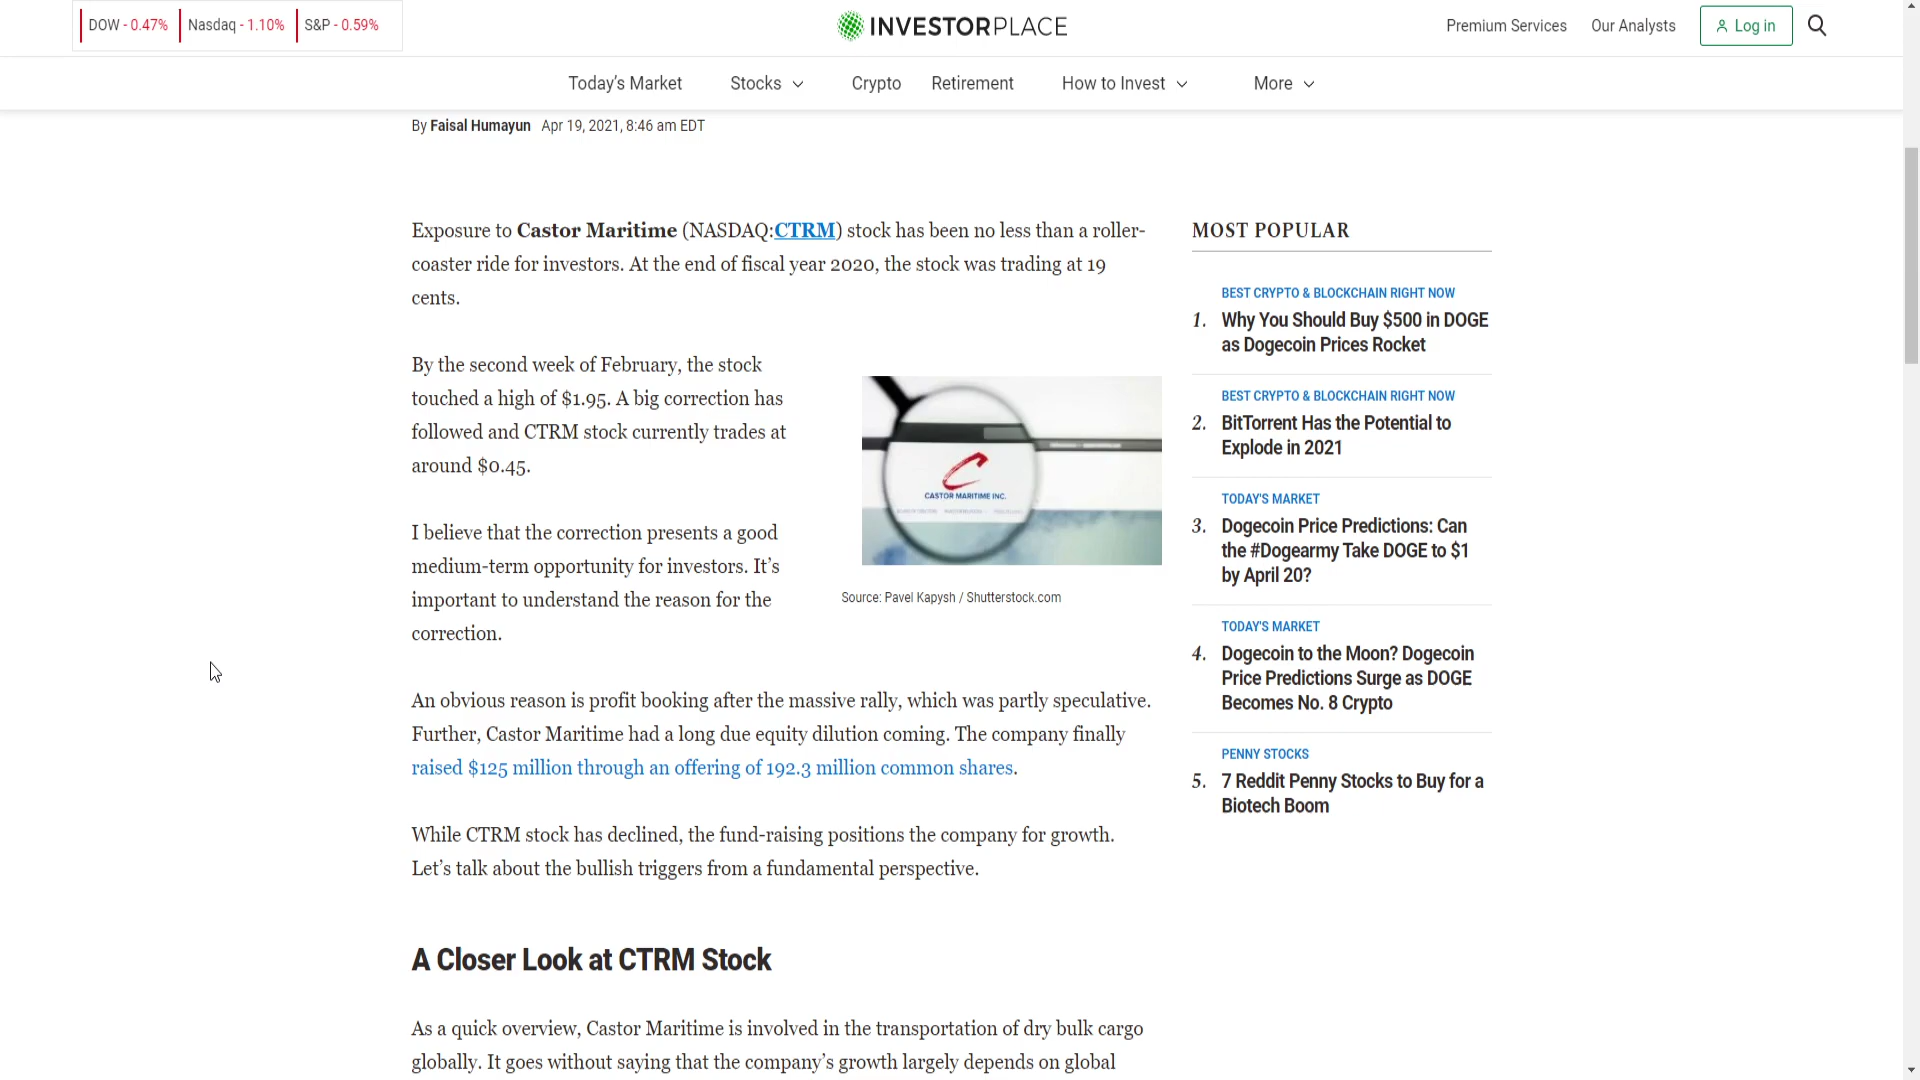 DOW - 0.47% Nasdaq - 1.10% S&P - 0.59%
INVESTORPLACE
Premium Services Our Analysts Log in
Today's Market Stocks Crypto Retirement How to Invest More
By Faisal Humayun Apr 19, 2021, 8:46 am EDT
Exposure to Castor Maritime (NASDAQ:CTRM) stock has been no less than a roller-
coaster ride for investors. At the end of fiscal year 2020, the stock was trading at 19
cents.
By the second week of February, the stock
touched a high of $1.95. A big correction has
followed and CTRM stock currently trades at
around $0.45.
I believe that the correction presents a good
medium-term opportunity for investors. It’s
important to understand the reason for the
correction.
CASTOR MARITIME INC.
Source: Pavel Kapysh / Shutterstock.com
An obvious reason is profit booking after the massive rally, which was partly speculative.
Further, Castor Maritime had a long due equity dilution coming. The company finally
raised $125 million through an offering of 192.3 million common shares.
While CTRM stock has declined, the fund-raising positions the company for growth.
Let’s talk about the bullish triggers from a fundamental perspective.
A Closer Look at CTRM Stock
As a quick overview, Castor Maritime is involved in the transportation of dry bulk cargo
globally. It goes without saying that the company’s growth largely depends on global
MOST POPULAR
BEST CRYPTO & BLOCKCHAIN RIGHT NOW
1. Why You Should Buy $500 in DOGE
as Dogecoin Prices Rocket
BEST CRYPTO & BLOCKCHAIN RIGHT NOW
2. BitTorrent Has the Potential to
Explode in 2021
TODAY'S MARKET
3. Dogecoin Price Predictions: Can
the #Dogearmy Take DOGE to $1
by April 20?
TODAY'S MARKET
4. Dogecoin to the Moon? Dogecoin
Price Predictions Surge as DOGE
Becomes No. 8 Crypto
PENNY STOCKS
5. 7 Reddit Penny Stocks to Buy for a
Biotech Boom